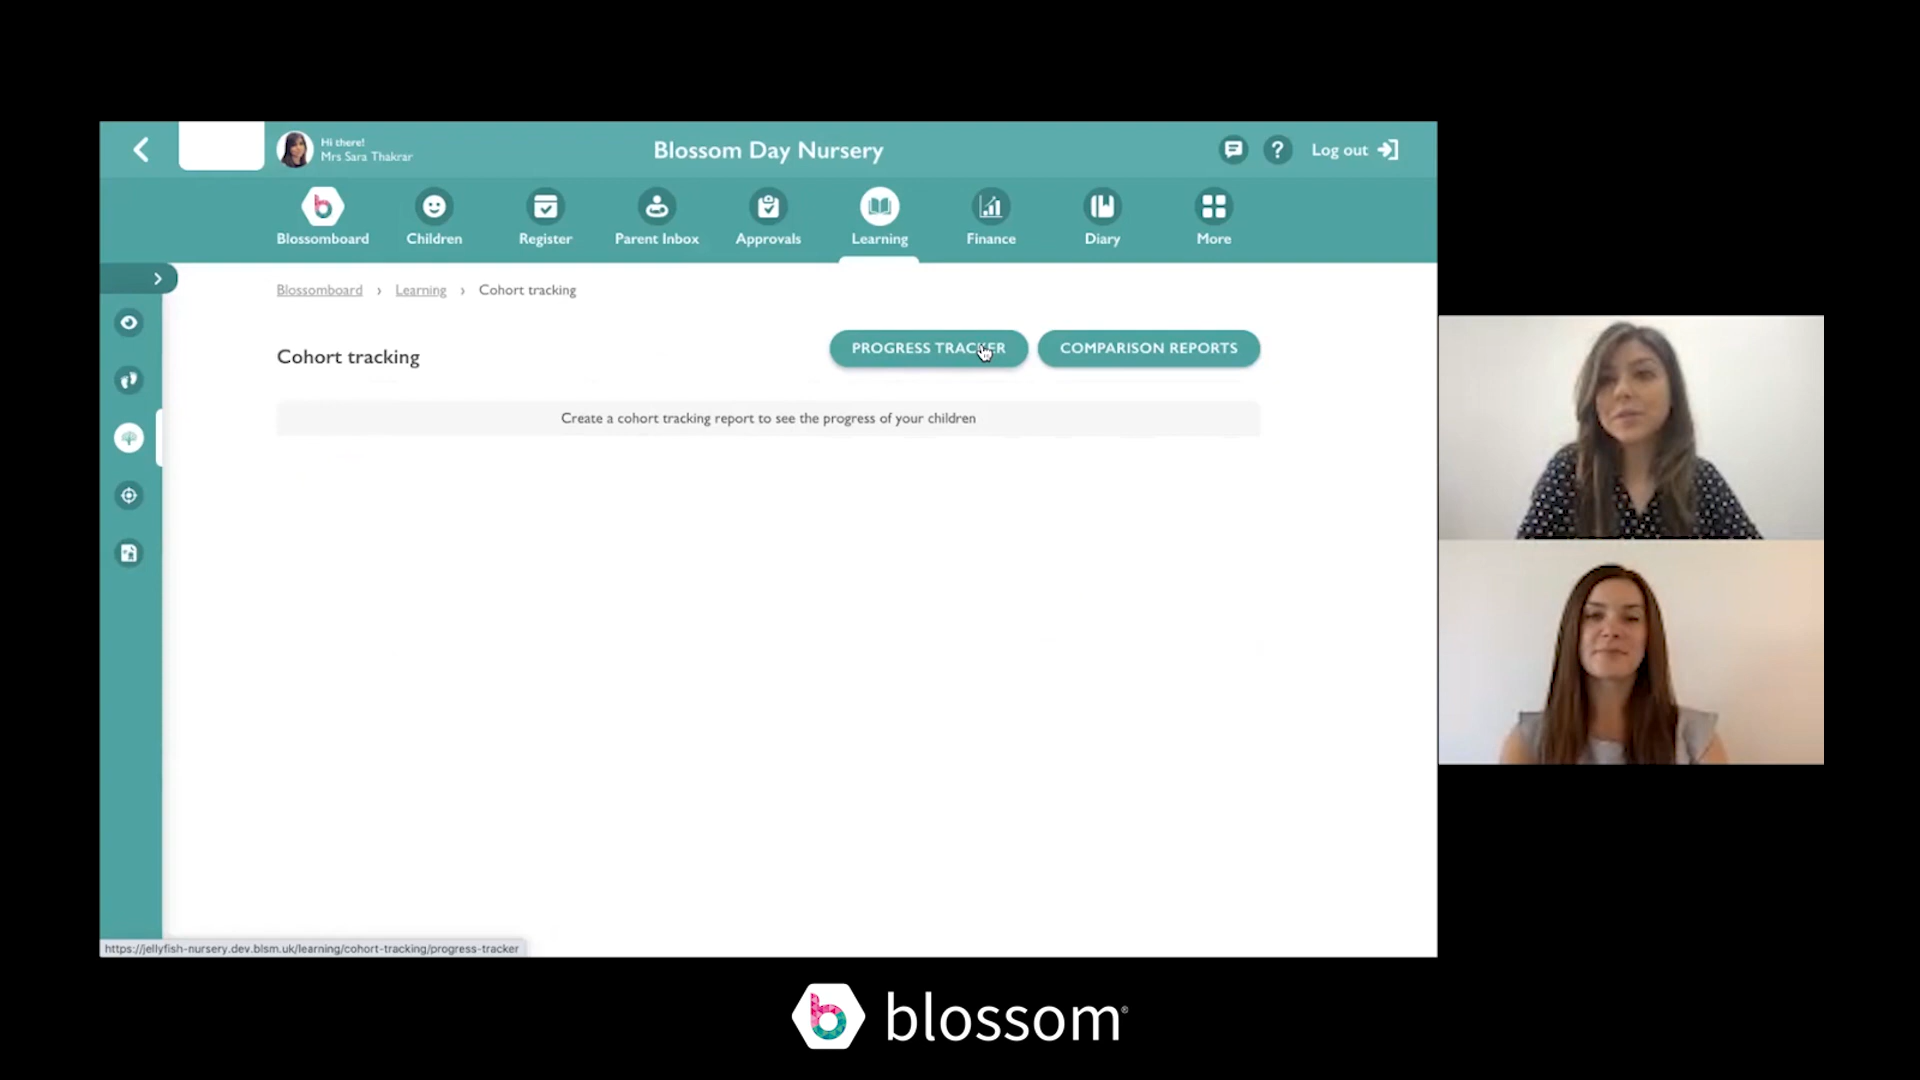 Hi there!
Mrs Sara Thakrar
Blossom Day Nursery
?
Log out
Blossomboard
Children
Register
Parent Inbox
Approvals
Learning
Finance
Diary
More
Blossomboard › Learning › Cohort tracking
Cohort tracking
PROGRESS TRACKER
COMPARISON REPORTS
Create a cohort tracking report to see the progress of your children
https://jellyfish-nursery.dev.blsm.uk/learning/cohort-tracking/progress-tracker
b blossom®